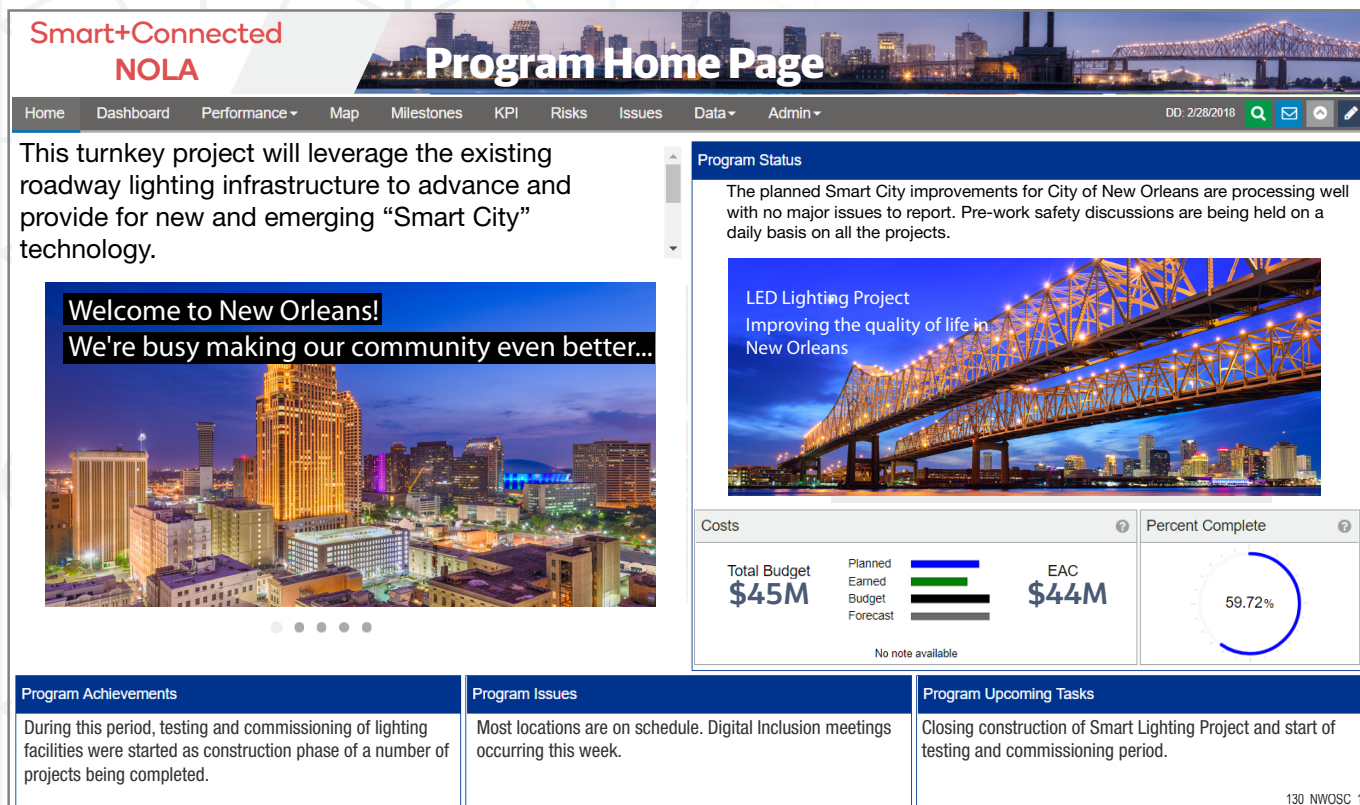 Smart+Connected
NOLA
Program Home Page
Home Dashboard Performance Map Milestones KPI Risks Issues Data Admin DD: 2/28/2018
This turnkey project will leverage the existing
roadway lighting infrastructure to advance and
provide for new and emerging “Smart City”
technology.
Welcome to New Orleans!
We're busy making our community even better...
Program Status
The planned Smart City improvements for City of New Orleans are processing well
with no major issues to report. Pre-work safety discussions are being held on a
daily basis on all the projects.
LED Lighting Project
Improving the quality of life in
New Orleans
Costs
Total Budget
$45M
Planned
Earned
Budget
Forecast
EAC
$44M
No note available
Percent Complete
59.72%
Program Achievements
During this period, testing and commissioning of lighting
facilities were started as construction phase of a number of
projects being completed.
Program Issues
Most locations are on schedule. Digital Inclusion meetings
occurring this week.
Program Upcoming Tasks
Closing construction of Smart Lighting Project and start of
testing and commissioning period.
130_NWOSC_1